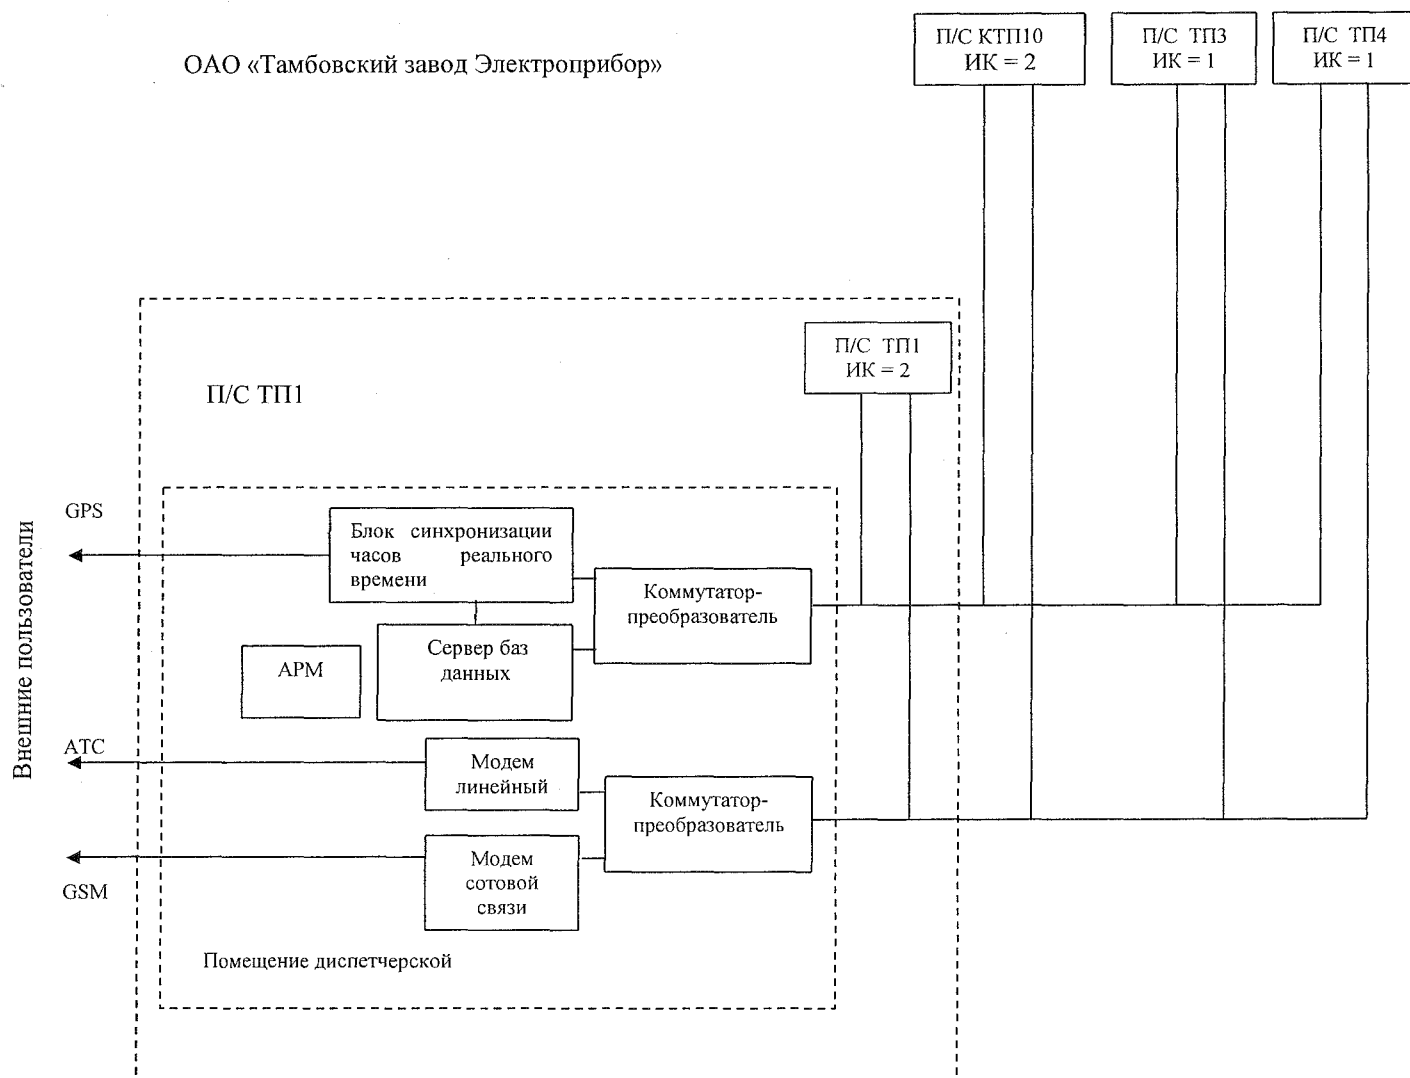 ОАО «Тамбовский завод Электроприбор»
П/С КТП10
ИК = 2
П/С ТП3
ИК = 1
П/С ТП4
ИК = 1
П/С ТП1
ИК = 2
П/С ТП1
Внешние пользователи
GPS
Блок синхронизации
часов реального
времени
Коммутатор-
преобразователь
Сервер баз
данных
АРМ
АТС
Модем
линейный
Коммутатор-
преобразователь
Модем
сотовой
связи
GSM
Помещение диспетчерской